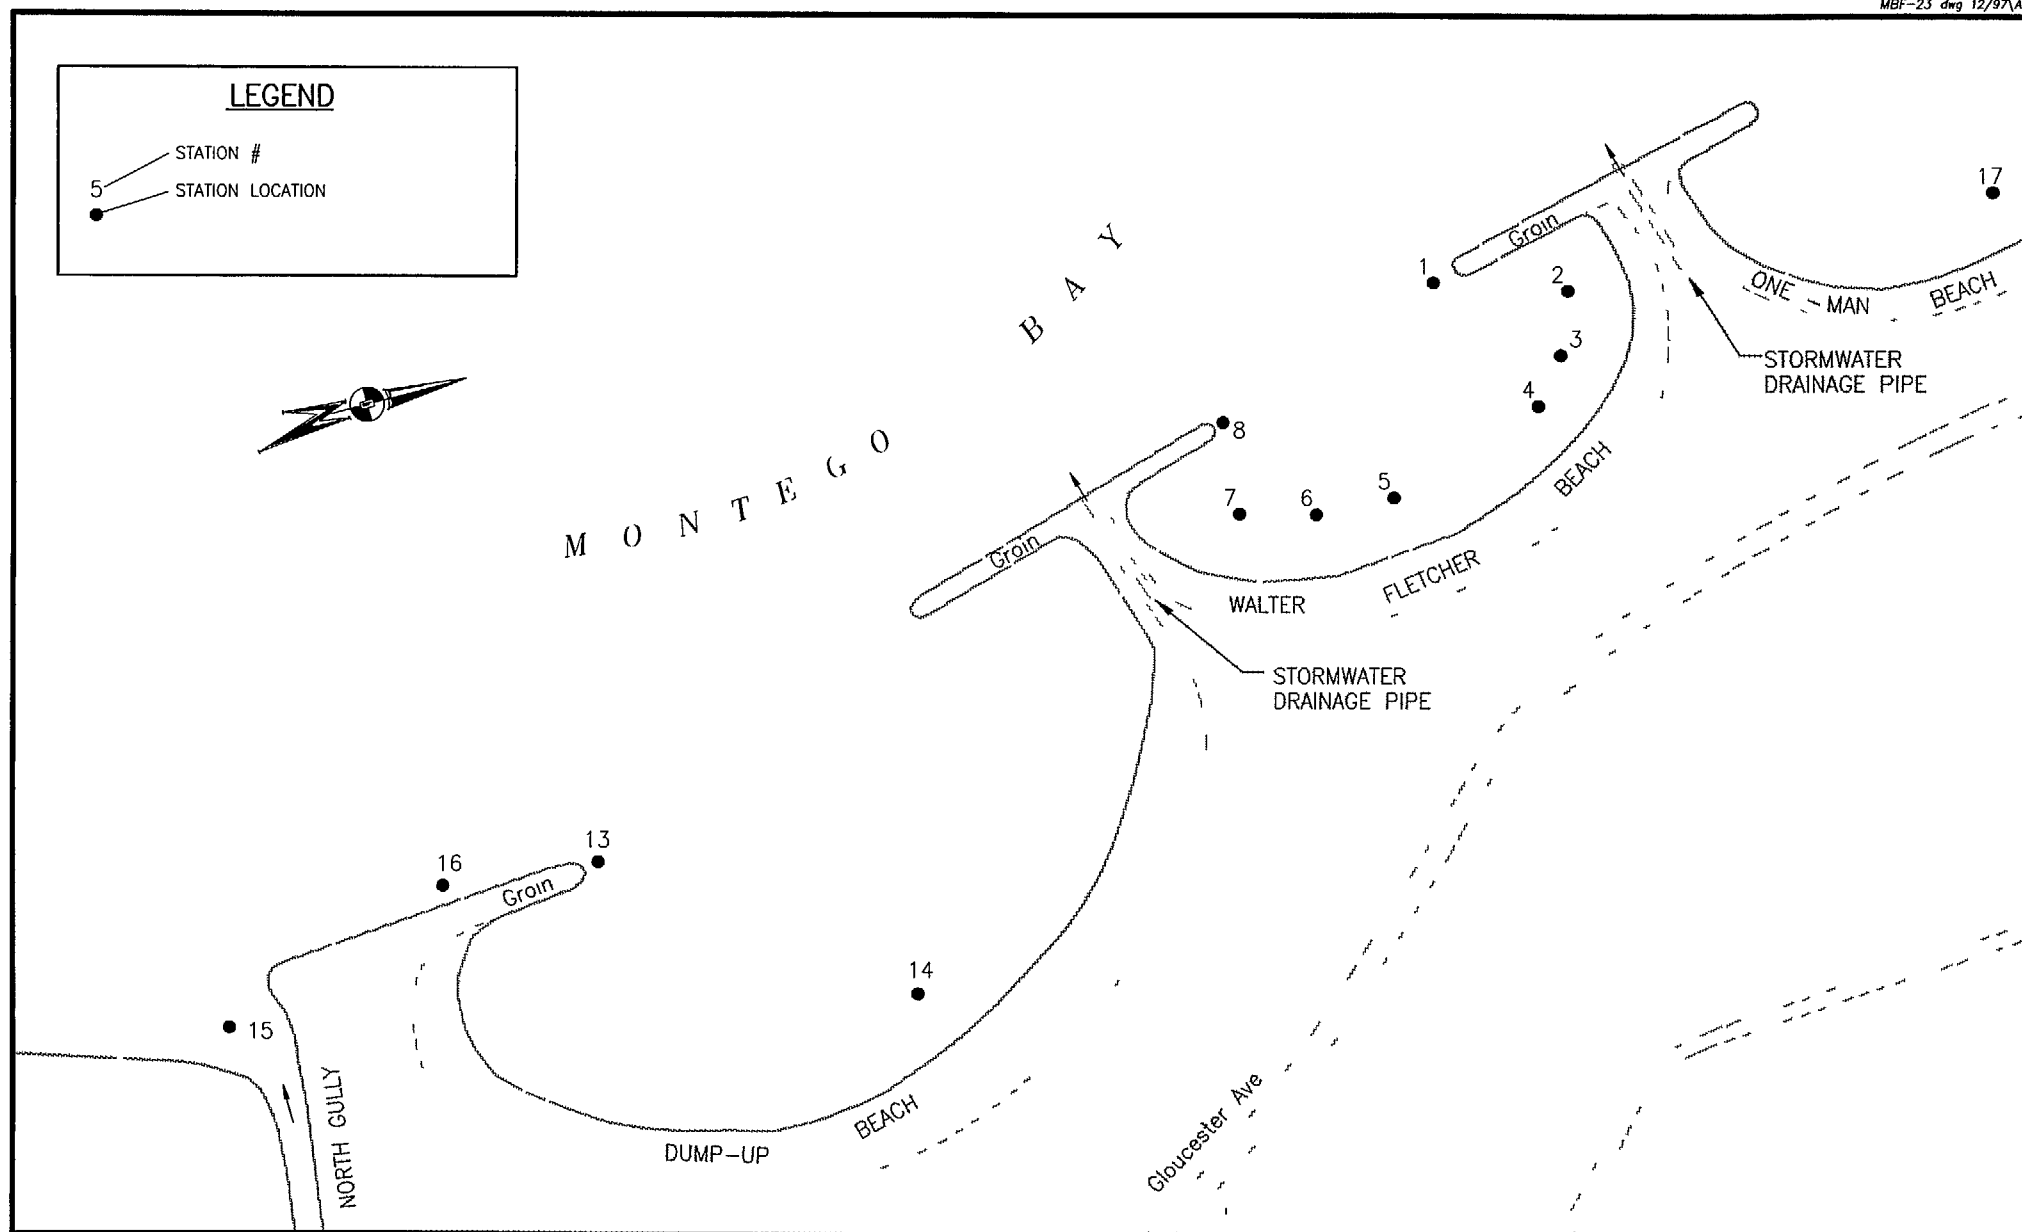 MBF-23 dwg 12/97\A
LEGEND
STATION #
5
STATION LOCATION
MONTEGO BAY
Groin
17
1
2
ONE-MAN BEACH
3
STORMWATER
DRAINAGE PIPE
4
8
5
7
6
Groin
WALTER FLETCHER BEACH
STORMWATER
DRAINAGE PIPE
13
16
Groin
14
15
NORTH GULLY
DUMP-UP BEACH
Gloucester Ave
N